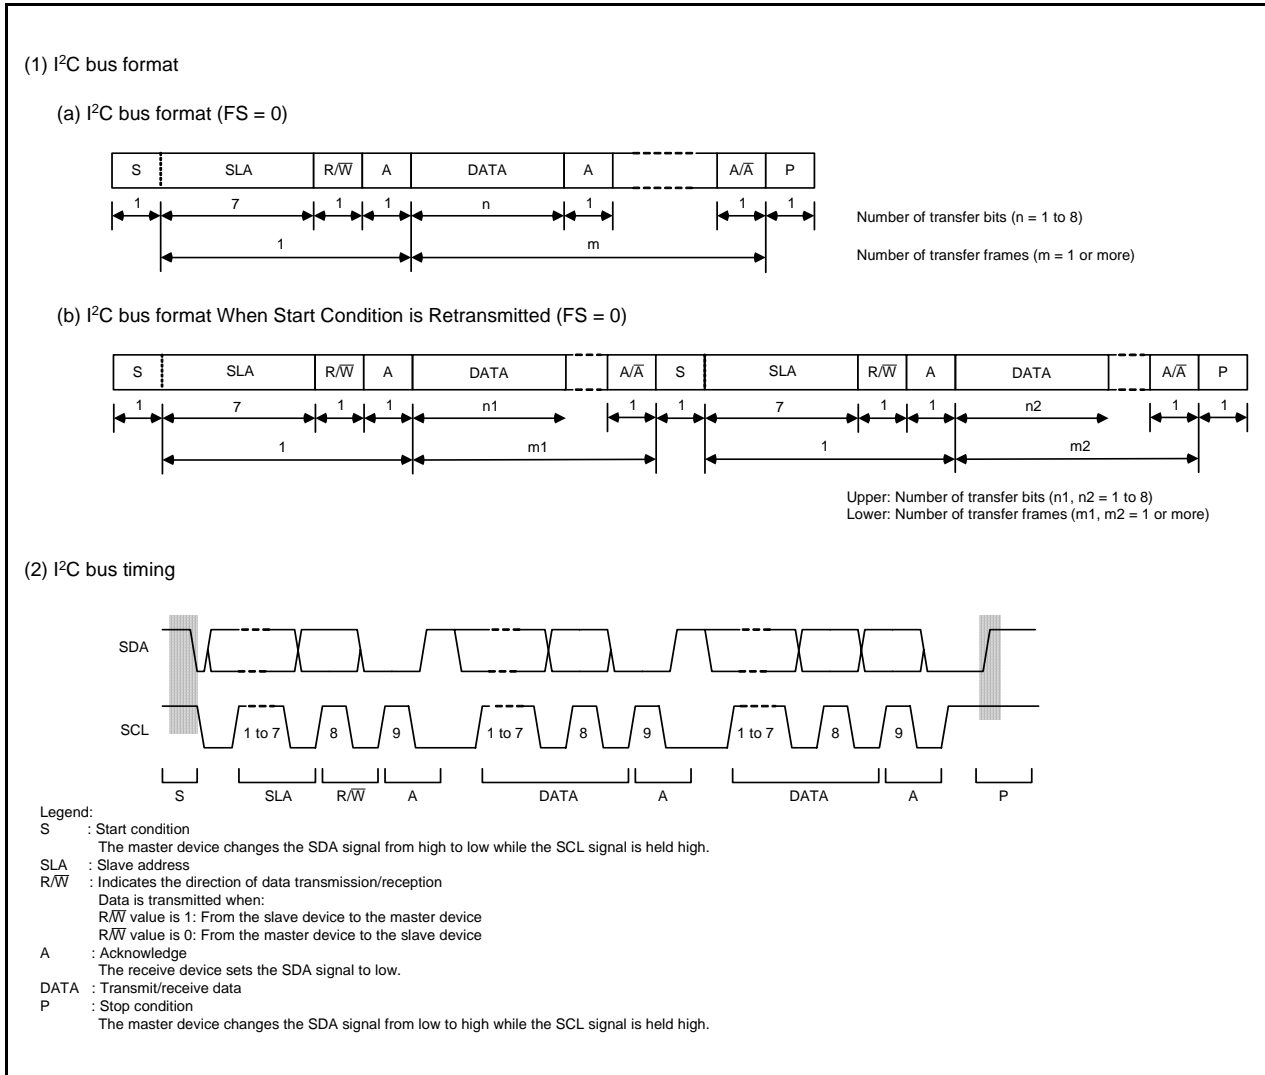 (1) I²C bus format
(a) I²C bus format (FS = 0)
S SLA R/W̅ A DATA A A/A̅ P
1 7 1 1 n 1 1 1
Number of transfer bits (n = 1 to 8)
1 m
Number of transfer frames (m = 1 or more)
(b) I²C bus format When Start Condition is Retransmitted (FS = 0)
S SLA R/W̅ A DATA A/A̅ S SLA R/W̅ A DATA A/A̅ P
1 7 1 1 n1 1 1 7 1 1 n2 1 1
1 m1 1 m2
Upper: Number of transfer bits (n1, n2 = 1 to 8)
Lower: Number of transfer frames (m1, m2 = 1 or more)
(2) I²C bus timing
SDA
SCL 1 to 7 8 9 1 to 7 8 9 1 to 7 8 9
S SLA R/W̅ A DATA A DATA A P
Legend:
S : Start condition
The master device changes the SDA signal from high to low while the SCL signal is held high.
SLA : Slave address
R/W̅ : Indicates the direction of data transmission/reception
Data is transmitted when:
R/W̅ value is 1: From the slave device to the master device
R/W̅ value is 0: From the master device to the slave device
A : Acknowledge
The receive device sets the SDA signal to low.
DATA : Transmit/receive data
P : Stop condition
The master device changes the SDA signal from low to high while the SCL signal is held high.